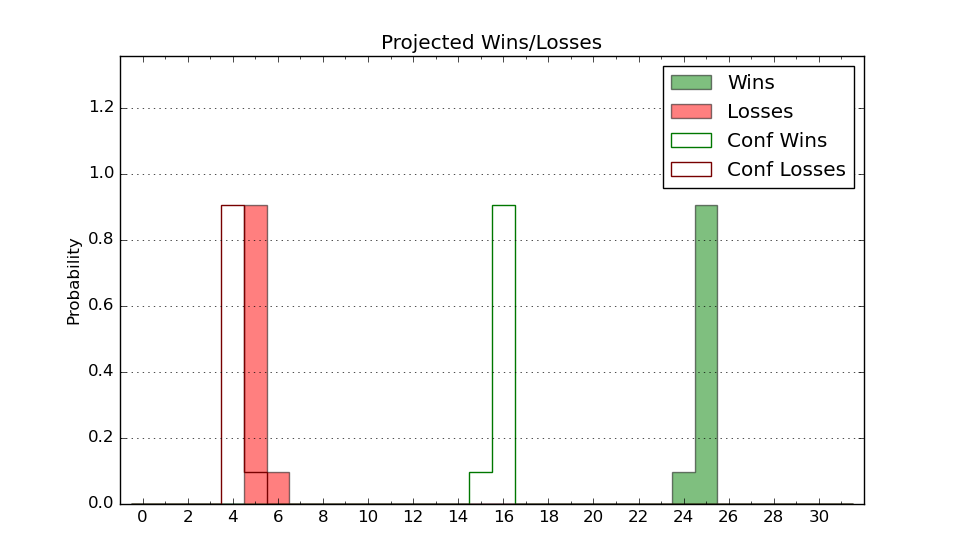 Projected Wins/Losses
Wins
Losses
Conf Wins
Conf Losses
Probability
1.2
1.0
0.8
0.6
0.4
0.2
0.0
0 2 4 6 8 10 12 14 16 18 20 22 24 26 28 30